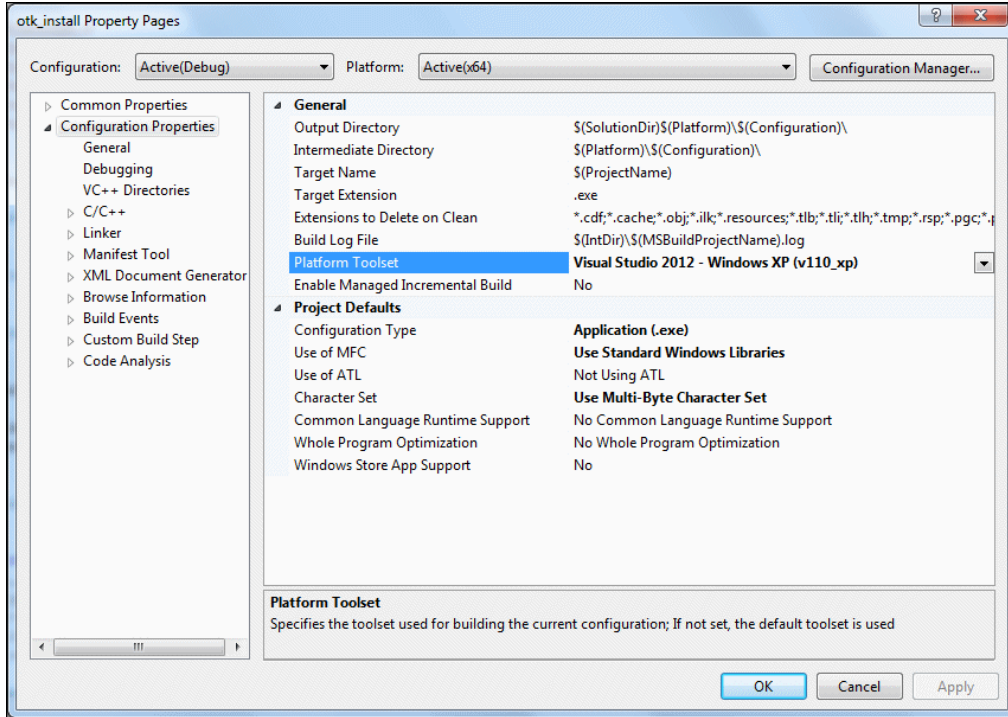 otk_install Property Pages
Configuration: Active(Debug) Platform: Active(x64) Configuration Manager...
Common Properties
Configuration Properties
General
Debugging
VC++ Directories
C/C++
Linker
Manifest Tool
XML Document Generator
Browse Information
Build Events
Custom Build Step
Code Analysis
General
Output Directory $(SolutionDir)$(Platform)\$(Configuration)\
Intermediate Directory $(Platform)\$(Configuration)\
Target Name $(ProjectName)
Target Extension .exe
Extensions to Delete on Clean *.cdf;*.cache;*.obj;*.ilk;*.resources;*.tlb;*.tli;*.tlh;*.tmp;*.rsp;*.pgc;*.p
Build Log File $(IntDir)\$(MSBuildProjectName).log
Platform Toolset Visual Studio 2012 - Windows XP (v110_xp)
Enable Managed Incremental Build No
Project Defaults
Configuration Type Application (.exe)
Use of MFC Use Standard Windows Libraries
Use of ATL Not Using ATL
Character Set Use Multi-Byte Character Set
Common Language Runtime Support No Common Language Runtime Support
Whole Program Optimization No Whole Program Optimization
Windows Store App Support No
Platform Toolset
Specifies the toolset used for building the current configuration; If not set, the default toolset is used
OK Cancel Apply